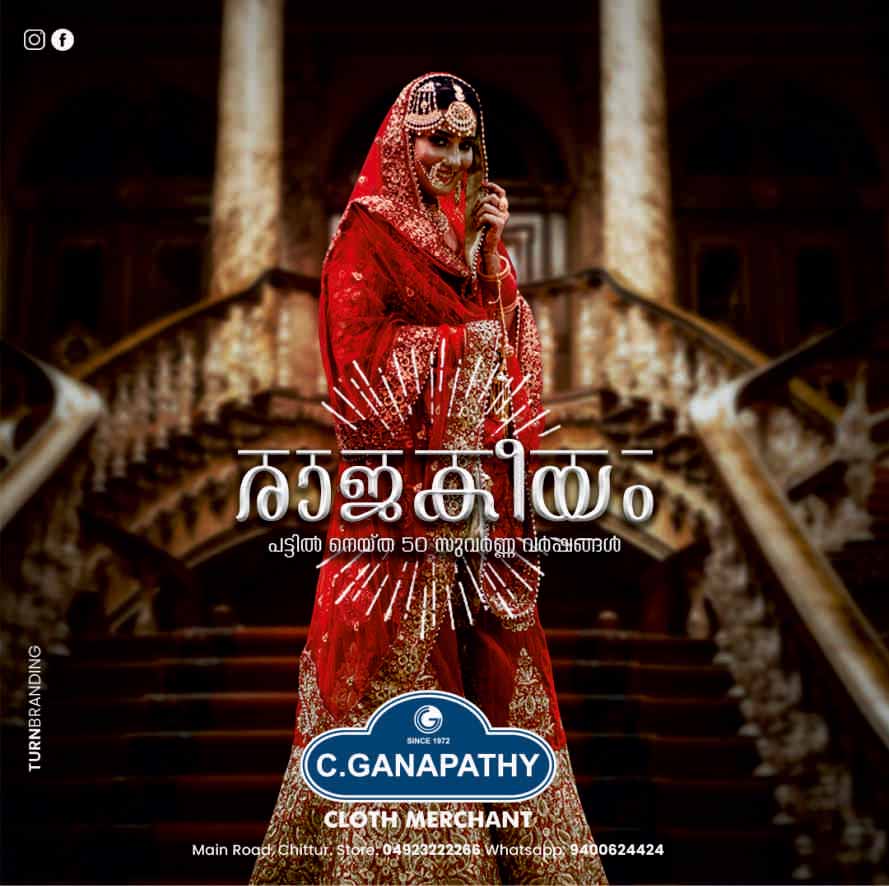 രാജകീയം
പട്ടിൽ നെയ്ത 50 സുവർണ്ണ വർഷങ്ങൾ
TURNBRANDING
SINCE 1972
C.GANAPATHY
CLOTH MERCHANT
Main Road, Chittur. Store: 04923222266 Whatsapp: 9400624424